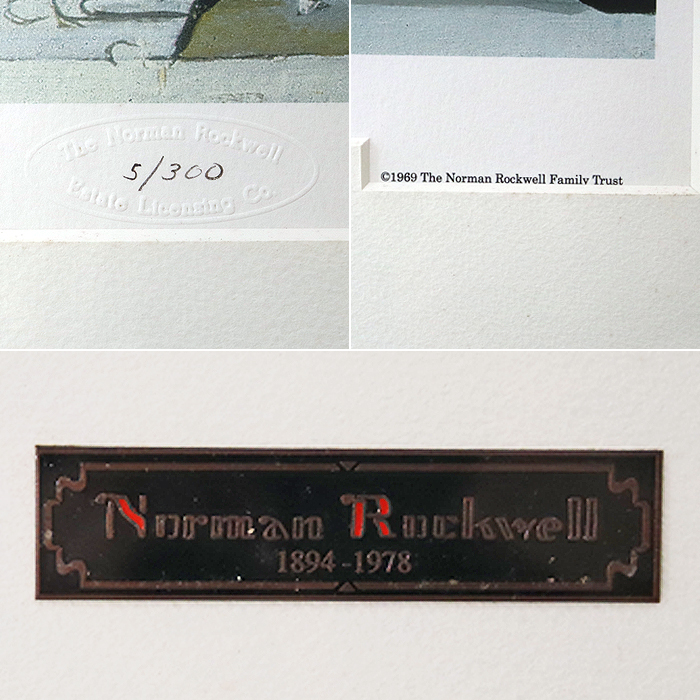 The Norman Rockwell
5/300
Estate Licensing Co.
©1969 The Norman Rockwell Family Trust
Norman Rockwell
1894-1978